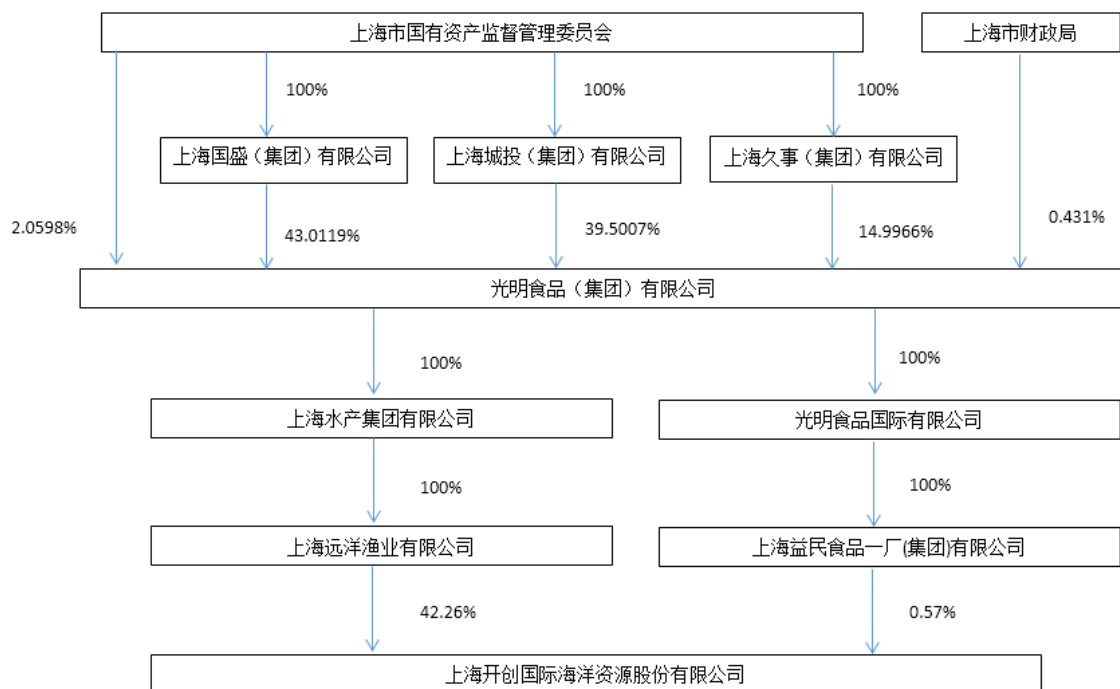 上海市国有资产监督管理委员会
上海市财政局
100%
100%
100%
上海国盛（集团）有限公司
上海城投（集团）有限公司
上海久事（集团）有限公司
2.0598%
43.0119%
39.5007%
14.9966%
0.431%
光明食品（集团）有限公司
100%
100%
上海水产集团有限公司
光明食品国际有限公司
100%
100%
上海远洋渔业有限公司
上海益民食品一厂(集团)有限公司
42.26%
0.57%
上海开创国际海洋资源股份有限公司